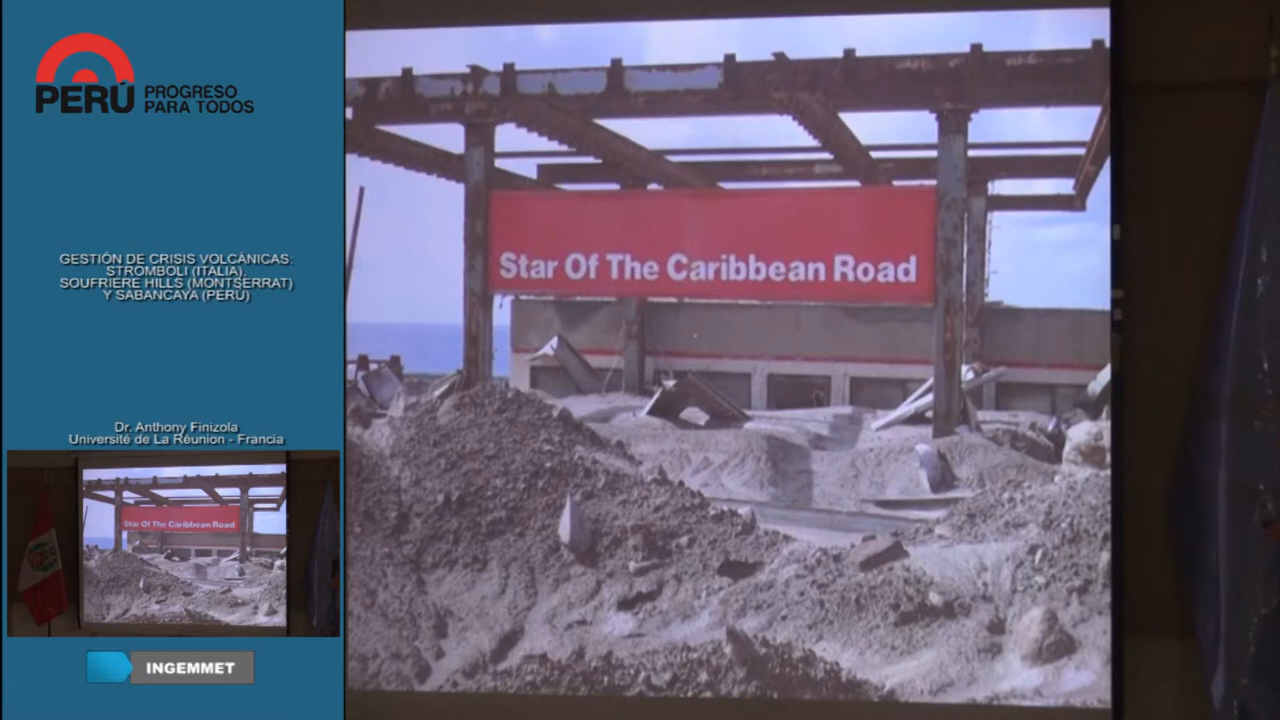 PERÚ
PROGRESO
PARA TODOS
GESTIÓN DE CRISIS VOLCÁNICAS:
STROMBOLI (ITALIA),
SOUFRIERE HILLS (MONTSERRAT)
Y SABANCAYA (PERÚ)
Dr. Anthony Finizola
Université de La Réunion - Francia
Star Of The Caribbean Road
INGEMMET
Star Of The Caribbean Road